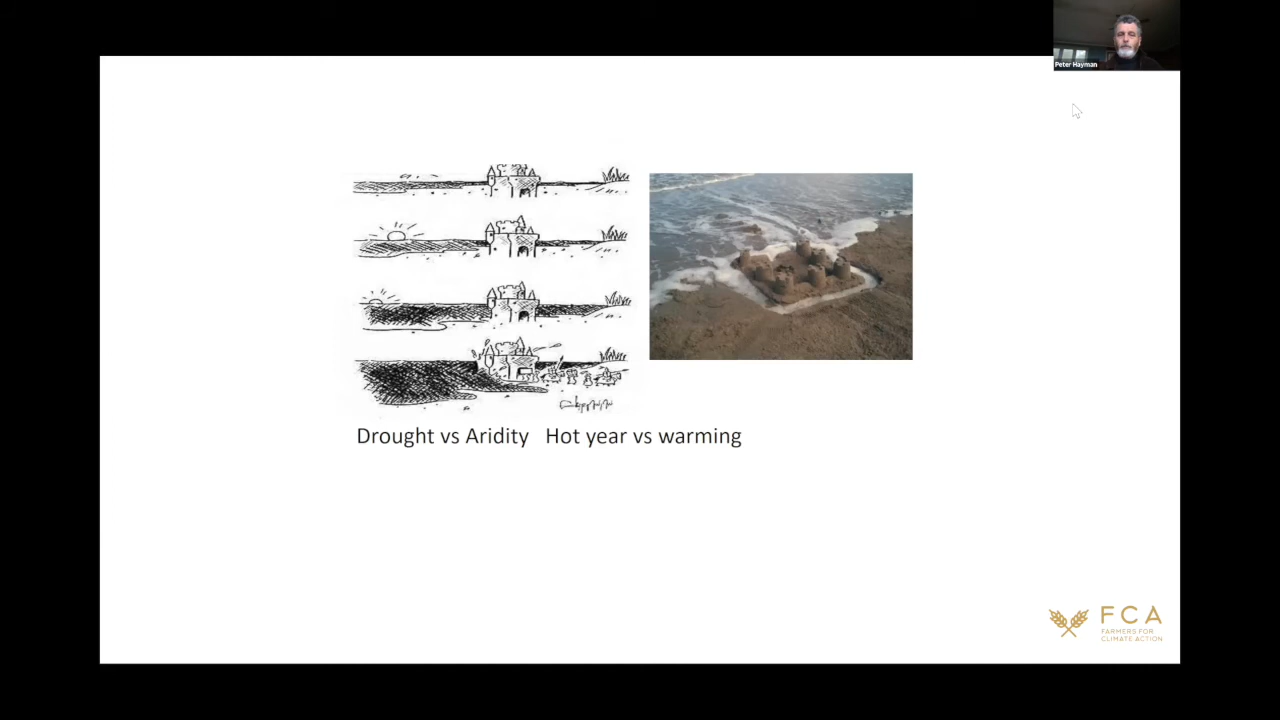 Peter Hayman
Drought vs Aridity Hot year vs warming
FCA
FARMERS FOR
CLIMATE ACTION